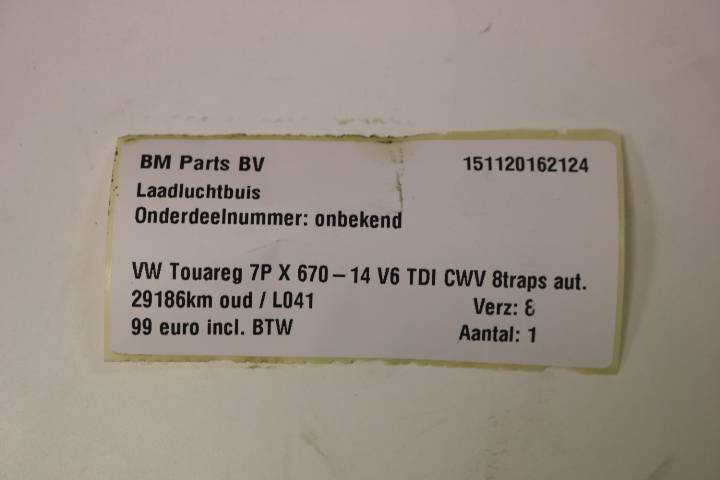 BM Parts BV 151120162124
Laadluchtbuis
Onderdeelnummer: onbekend
VW Touareg 7P X 670-14 V6 TDI CWV 8traps aut.
29186km oud / L041 Verz: 8
99 euro incl. BTW Aantal: 1